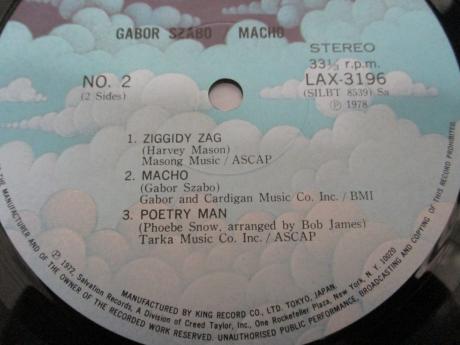 GABOR SZABO MACHO
STEREO
33⅓ r.p.m.
NO. 2
LAX-3196
(2 Sides)
(SILBT 8539) Sa
Ⓟ 1978
1. ZIGGIDY ZAG
(Harvey Mason)
Masong Music / ASCAP
2. MACHO
(Gabor Szabo)
Gabor and Cardigan Music Co. Inc. / BMI
3. POETRY MAN
(Phoebe Snow, arranged by Bob James)
Tarka Music Co. Inc. / ASCAP
Ⓟ 1972, Salvation Records, A Division of Creed Taylor, Inc., One Rockefeller Plaza, New York, N. Y. 10020
MANUFACTURED BY KING RECORD CO., LTD. TOKYO, JAPAN.
MANUFACTURER AND OF THE OWNER OF THE RECORDED WORK RESERVED. UNAUTHORISED PUBLIC PERFORMANCE, BROADCASTING AND COPYING OF THIS RECORD PROHIBITED.